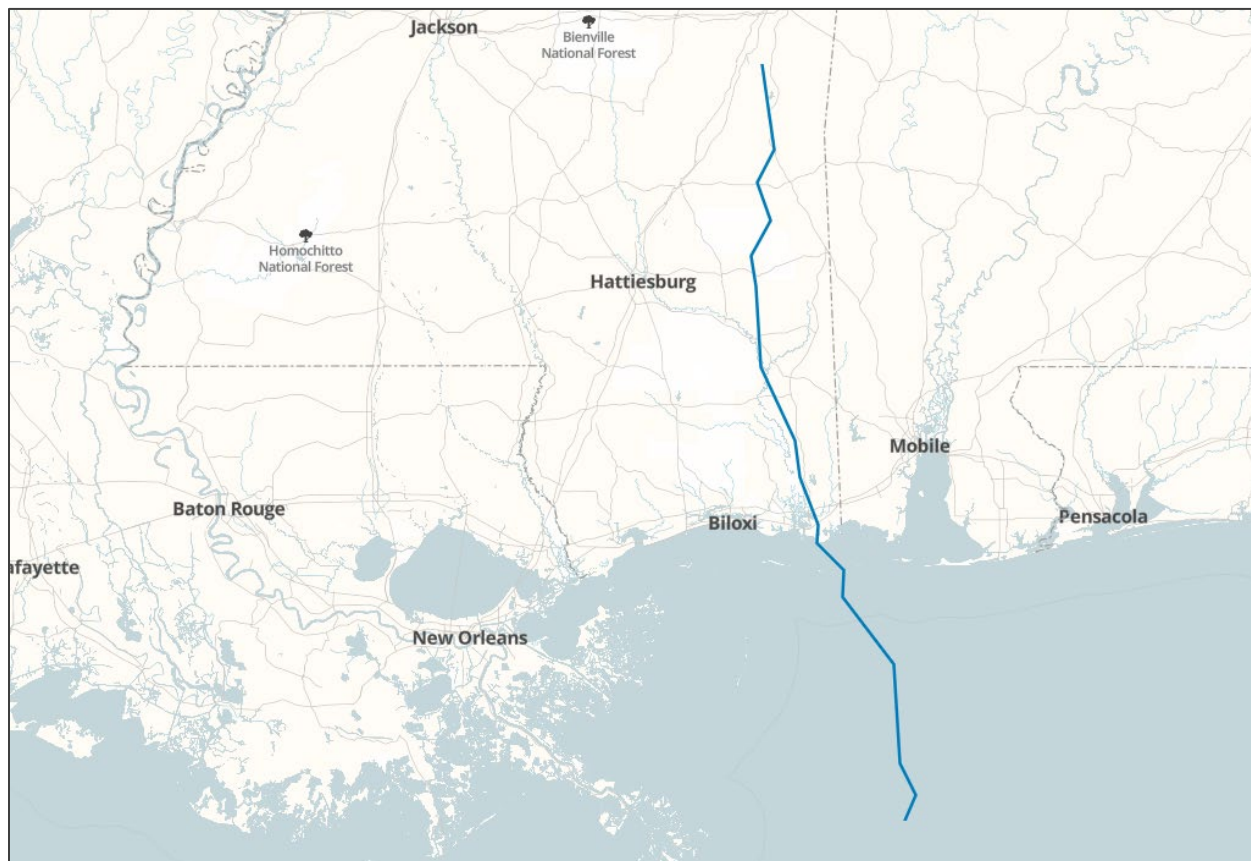 Jackson
Bienville
National Forest
Homochitto
National Forest
Hattiesburg
Mobile
Baton Rouge
Biloxi
Pensacola
afayette
New Orleans